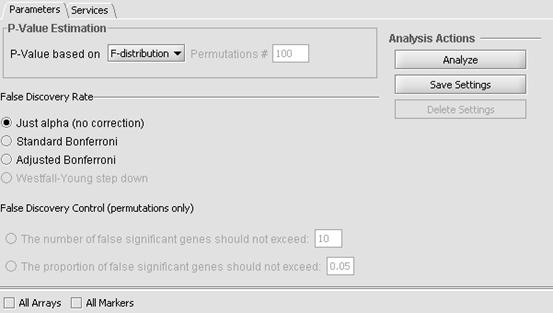 Parameters Services
P-Value Estimation
P-Value based on F-distribution Permutations # 100
Analysis Actions
Analyze
Save Settings
Delete Settings
False Discovery Rate
Just alpha (no correction)
Standard Bonferroni
Adjusted Bonferroni
Westfall-Young step down
False Discovery Control (permutations only)
The number of false significant genes should not exceed: 10
The proportion of false significant genes should not exceed: 0.05
All Arrays All Markers